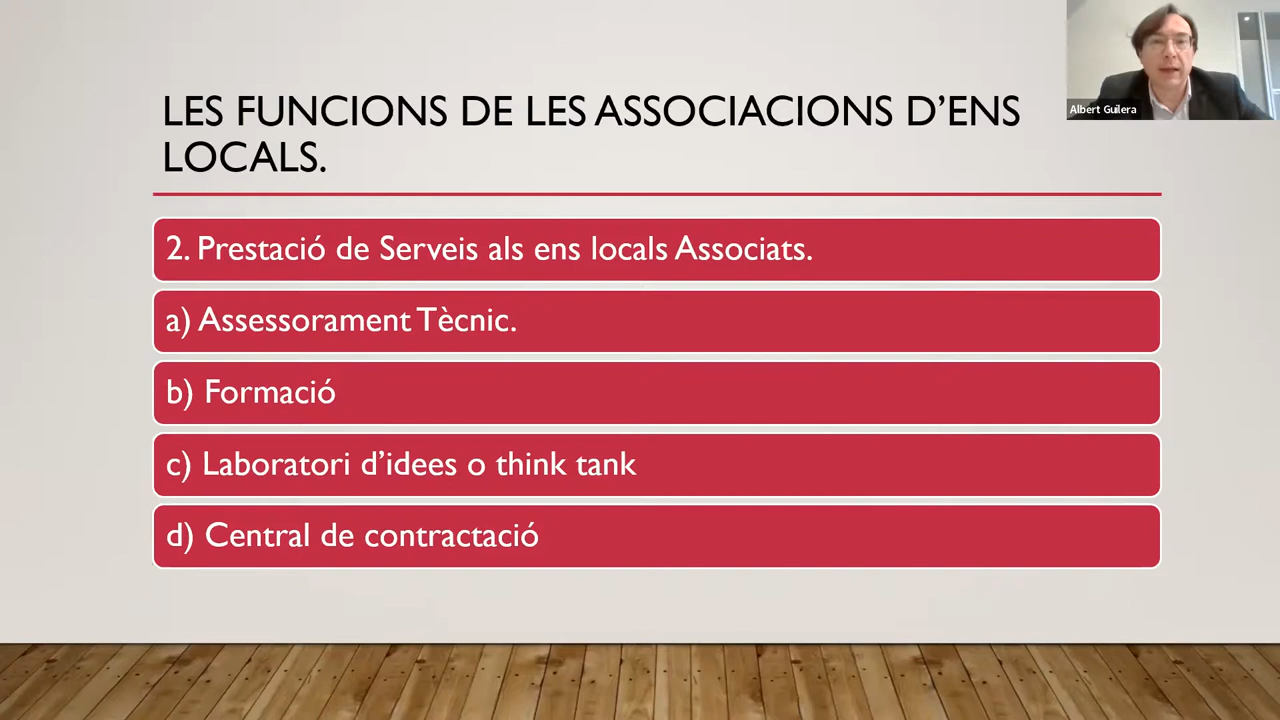 LES FUNCIONS DE LES ASSOCIACIONS D’ENS
LOCALS.
Albert Guilera
2. Prestació de Serveis als ens locals Associats.
a) Assessorament Tècnic.
b) Formació
c) Laboratori d’idees o think tank
d) Central de contractació